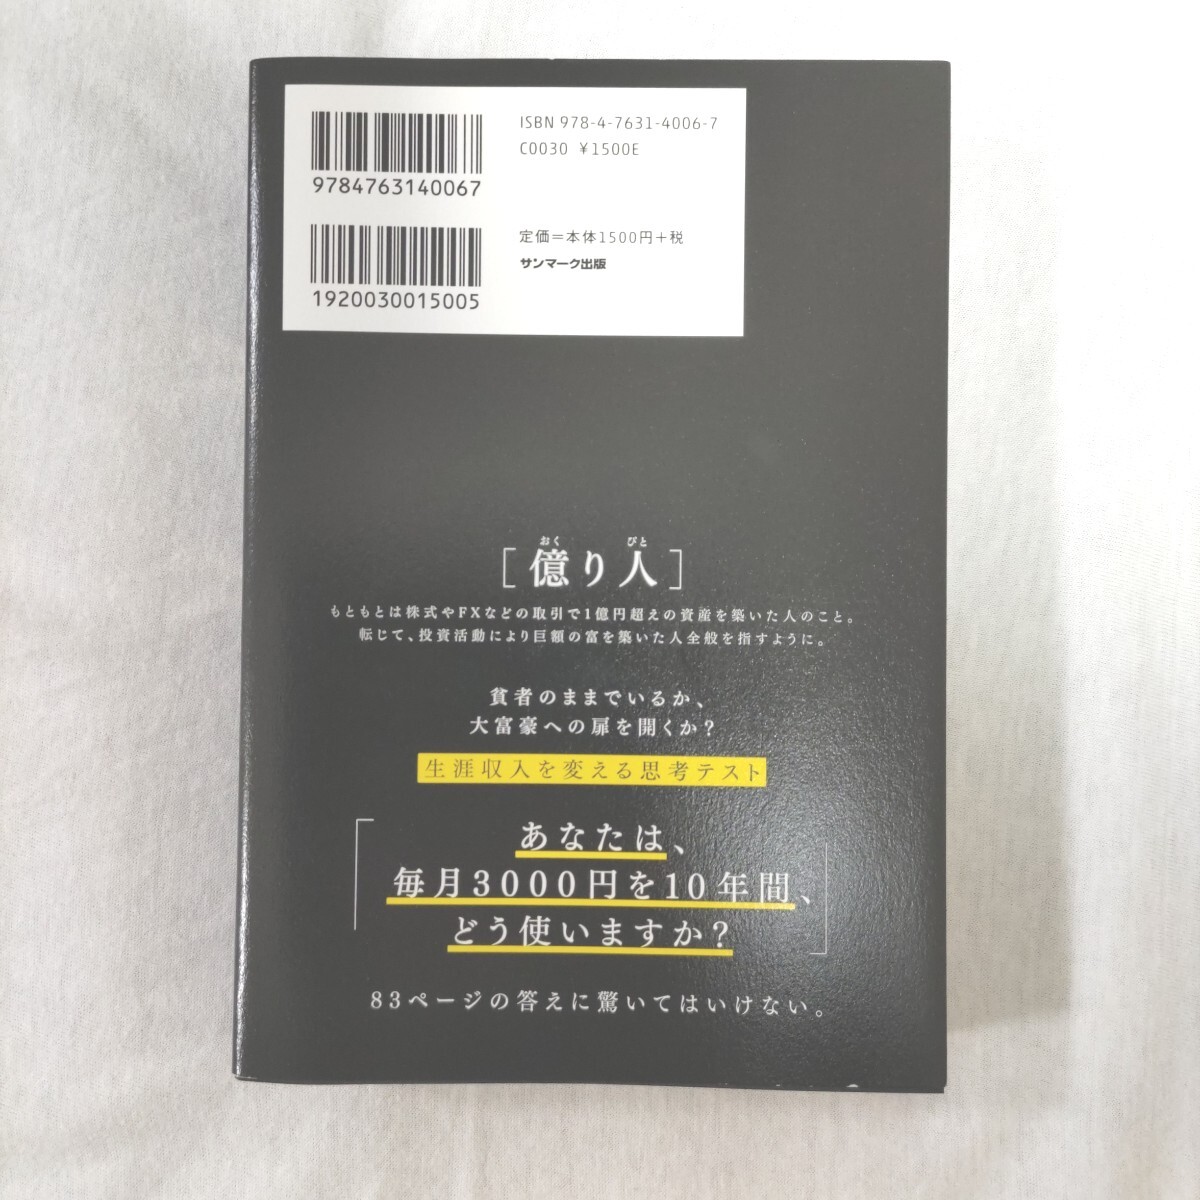 ISBN 978-4-7631-4006-7
C0030 ¥1500E
9784763140067
定価=本体1500円+税
サンマーク出版
1920030015005
おく びと
[億り人]
もともとは株式やFXなどの取引で1億円超えの資産を築いた人のこと。
転じて、投資活動により巨額の富を築いた人全般を指すように。
貧者のままでいるか、
大富豪への扉を開くか?
生涯収入を変える思考テスト
「あなたは、
毎月3000円を10年間、
どう使いますか?」
83ページの答えに驚いてはいけない。